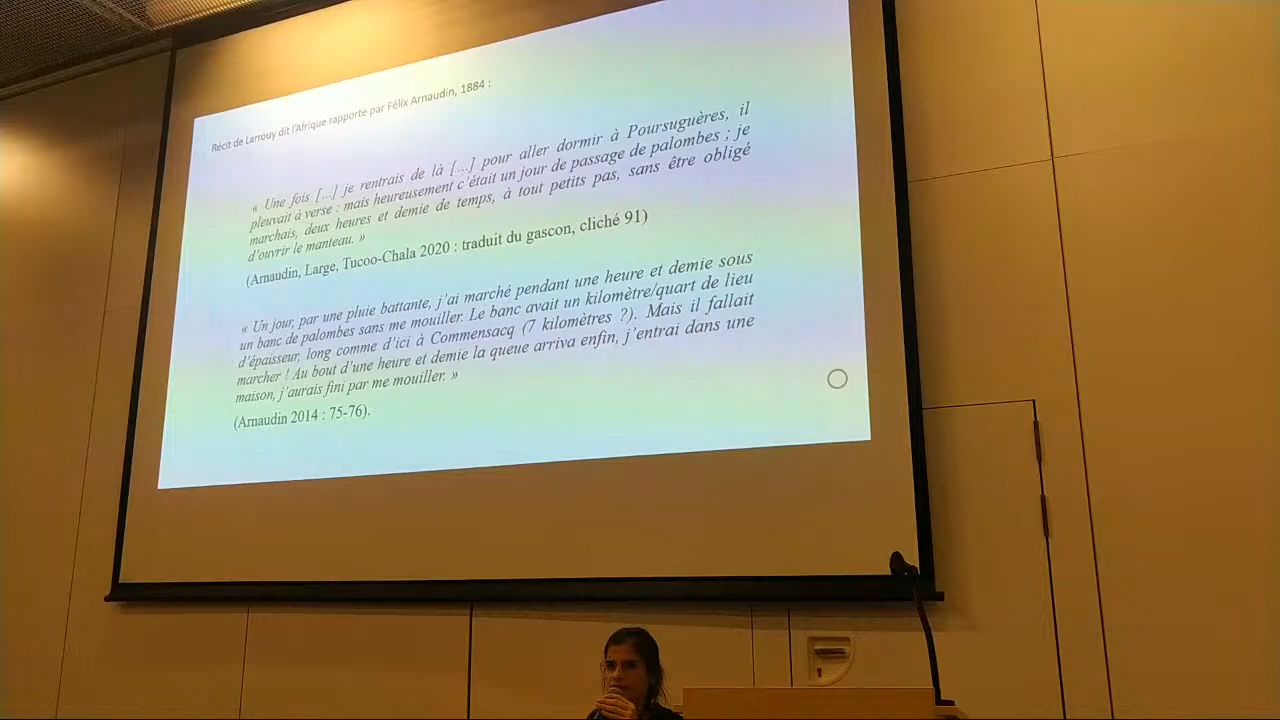 Récit de Larrouy dit l'Afrique rapporté par Félix Arnaudin, 1884 :
« Une fois [...] je rentrais de là [...] pour aller dormir à Poursuguères, il
pleuvait à verse : mais heureusement c'était un jour de passage de palombes ; je
marchais, deux heures et demie de temps, à tout petits pas, sans être obligé
d'ouvrir le manteau. »
(Arnaudin, Large, Tucoo-Chala 2020 : traduit du gascon, cliché 91)
« Un jour, par une pluie battante, j'ai marché pendant une heure et demie sous
un banc de palombes sans me mouiller. Le banc avait un kilomètre/quart de lieu
d'épaisseur, long comme d'ici à Commensacq (7 kilomètres ?). Mais il fallait
marcher ! Au bout d'une heure et demie la queue arriva enfin, j'entrai dans une
maison, j'aurais fini par me mouiller. »
(Arnaudin 2014 : 75-76).